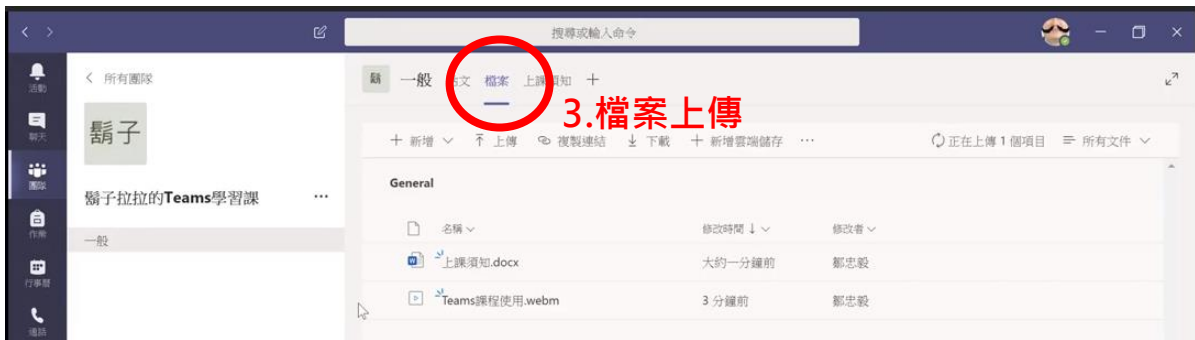 搜尋或輸入命令
活動
聊天
團隊
作業
行事曆
通話
所有團隊
鬍子
鬍子拉拉的Teams學習課 ...
一般
鬍 一般 檔案 上課須知 +
3.檔案上傳
+ 新增 上傳 複製連結 下載 + 新增雲端儲存 ... 正在上傳 1 個項目 所有文件
General
名稱 修改時間 ↓ 修改者
上課須知.docx 大約一分鐘前 鄒忠毅
Teams課程使用.webm 3 分鐘前 鄒忠毅